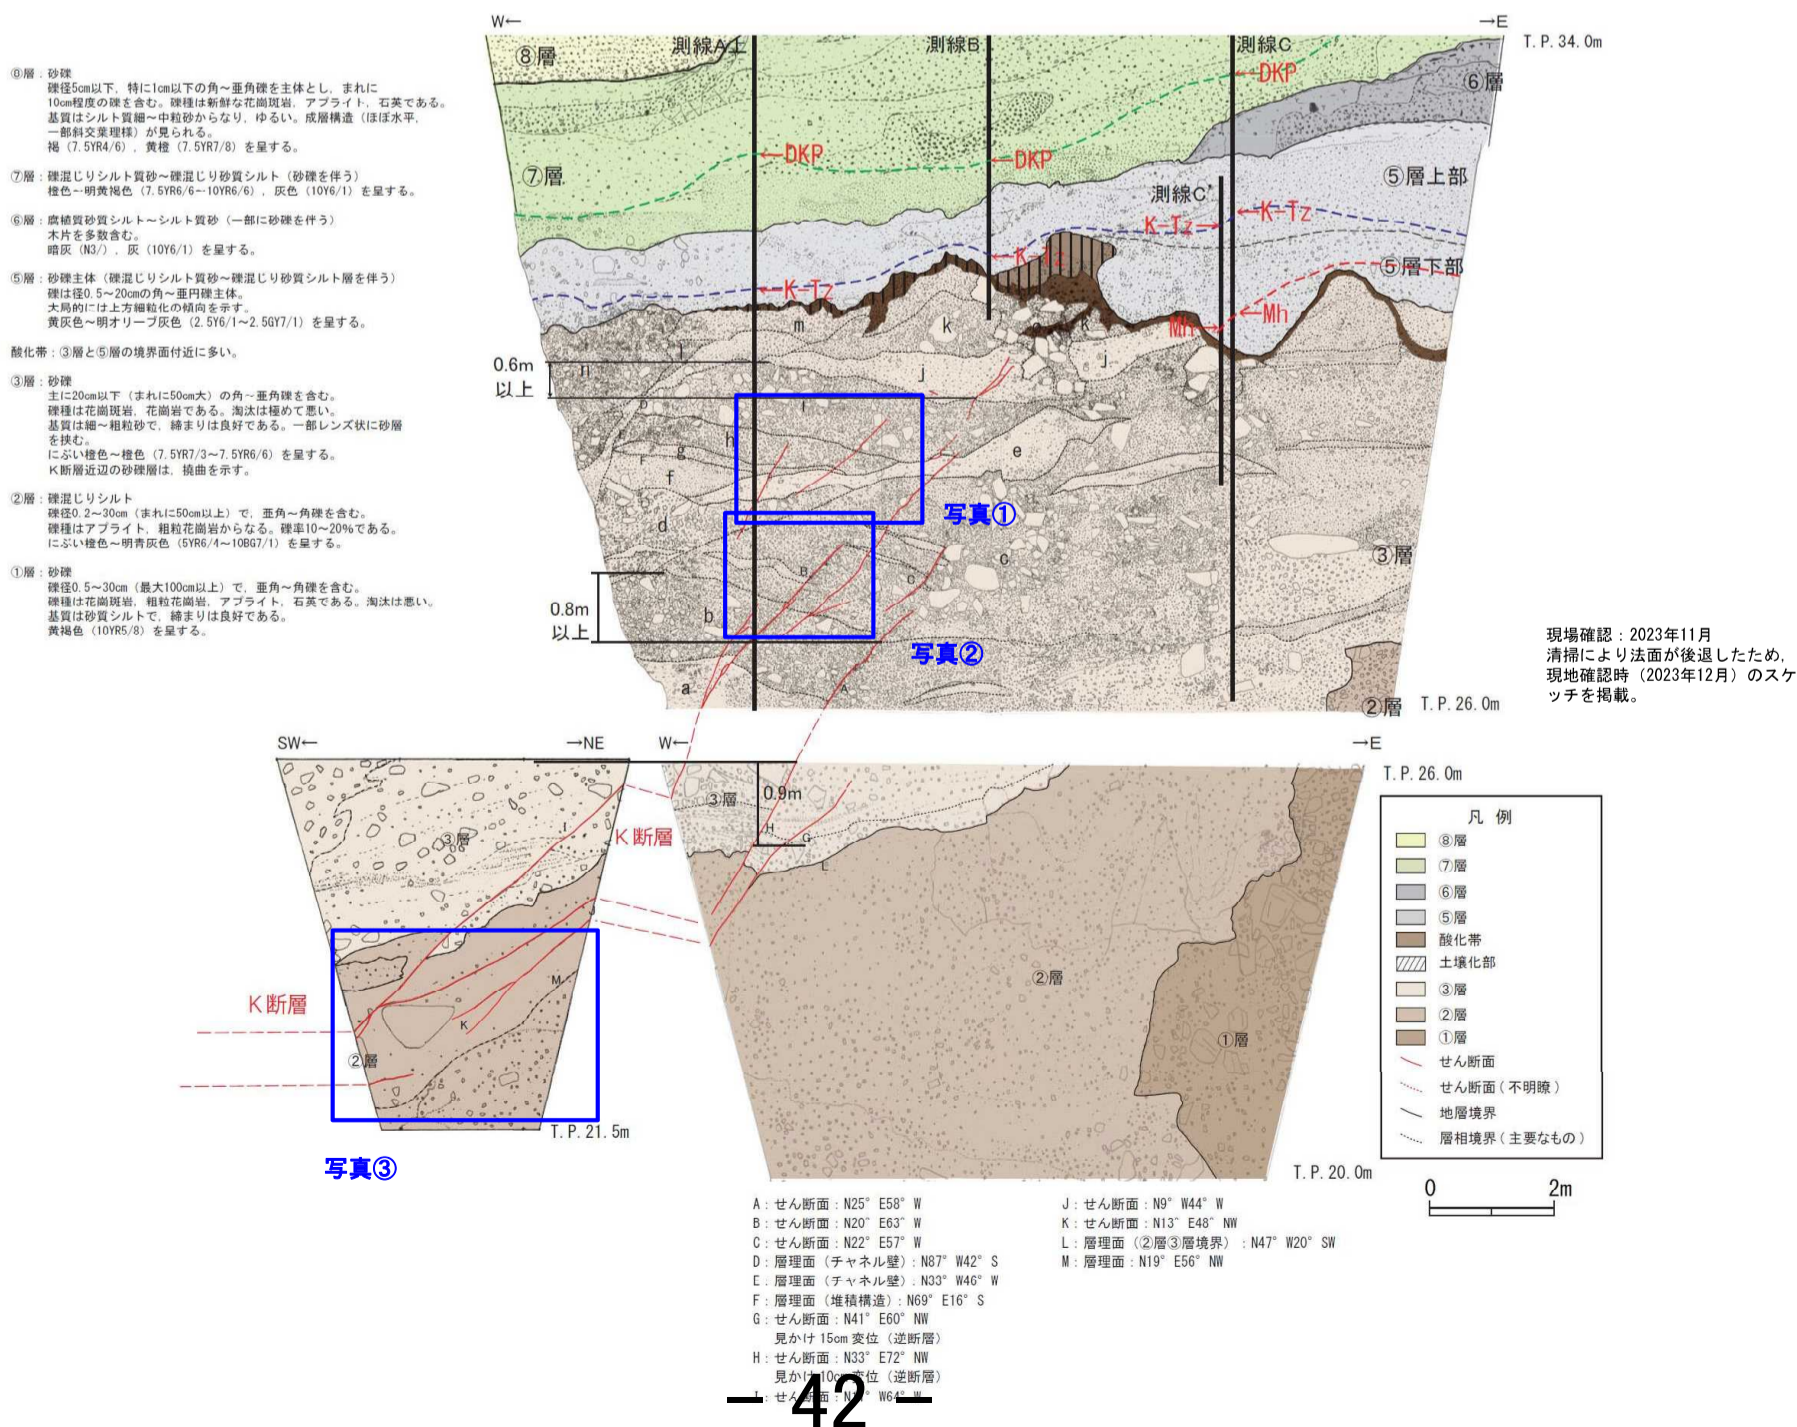 W←
→E
T.P.34.0m
⑧層
測線A
測線B
測線C
⑥層
⑦層
←DKP
←DKP
←DKP
⑤層上部
測線C'
K-Tz→
←K-Tz
←K-Tz
←K-Tz
⑤層下部
Mh→
←Mh
⑧層：砂礫
礫径5cm以下，特に1cm以下の角～亜角礫を主体とし，まれに
10cm程度の礫を含む。礫種は新鮮な花崗斑岩，アプライト，石英である。
基質はシルト質細～中粒砂からなり，ゆるい。成層構造（ほぼ水平，
一部斜交葉理様）が見られる。
褐（7.5YR4/6），黄橙（7.5YR7/8）を呈する。
⑦層：礫混じりシルト質砂～礫混じり砂質シルト（砂礫を伴う）
橙色～明黄褐色（7.5YR6/6～10YR6/6），灰色（10Y6/1）を呈する。
⑥層：腐植質砂質シルト～シルト質砂（一部に砂礫を伴う）
木片を多数含む。
暗灰（N3/），灰（10Y6/1）を呈する。
⑤層：砂礫主体（礫混じりシルト質砂～礫混じり砂質シルト層を伴う）
礫は径0.5～20cmの角～亜円礫主体。
大局的には上方細粒化の傾向を示す。
黄灰色～明オリーブ灰色（2.5Y6/1～2.5GY7/1）を呈する。
酸化帯：③層と⑤層の境界面付近に多い。
③層：砂礫
主に20cm以下（まれに50cm大）の角～亜角礫を含む。
礫種は花崗斑岩，花崗岩である。淘汰は極めて悪い。
基質は細～粗粒砂で，締まりは良好である。一部レンズ状に砂層
を挟む。
にぶい橙色～橙色（7.5YR7/3～7.5YR6/6）を呈する。
K断層近辺の砂礫層は，撓曲を示す。
②層：礫混じりシルト
礫径0.2～30cm（まれに50cm以上）で，亜角～角礫を含む。
礫種はアプライト，粗粒花崗岩からなる。礫率10～20%である。
にぶい橙色～明青灰色（5YR6/4～10BG7/1）を呈する。
①層：砂礫
礫径0.5～30cm（最大100cm以上）で，亜角～角礫を含む。
礫種は花崗斑岩，粗粒花崗岩，アプライト，石英である。淘汰は悪い。
基質は砂質シルトで，締まりは良好である。
黄褐色（10YR5/8）を呈する。
0.6m
以上
m
k
k
l
n
j
j
i
h
g
F
f
e
d
c
B
C
b
a
A
写真①
0.8m
以上
写真②
③層
②層
T.P.26.0m
現場確認：2023年11月
清掃により法面が後退したため，
現地確認時（2023年12月）のスケ
ッチを掲載。
SW←
→NE
W←
→E
T.P.26.0m
③層
I
K断層
③層
0.9m
H
G
L
K断層
M
K
②層
②層
①層
T.P.21.5m
写真③
T.P.20.0m
凡 例
⑧層
⑦層
⑥層
⑤層
酸化帯
土壌化部
③層
②層
①層
せん断面
せん断面（不明瞭）
地層境界
層相境界（主要なもの）
0 2m
A：せん断面：N25°E58°W
B：せん断面：N20°E63°W
C：せん断面：N22°E57°W
D：層理面（チャネル壁）：N87°W42°S
E：層理面（チャネル壁）：N33°W46°W
F：層理面（堆積構造）：N69°E16°S
G：せん断面：N41°E60°NW
見かけ15cm変位（逆断層）
H：せん断面：N33°E72°NW
見かけ10cm変位（逆断層）
I：せん断面： W64°W
J：せん断面：N9°W44°W
K：せん断面：N13°E48°NW
L：層理面（②層③層境界）：N47°W20°SW
M：層理面：N19°E56°NW
－ 42 －